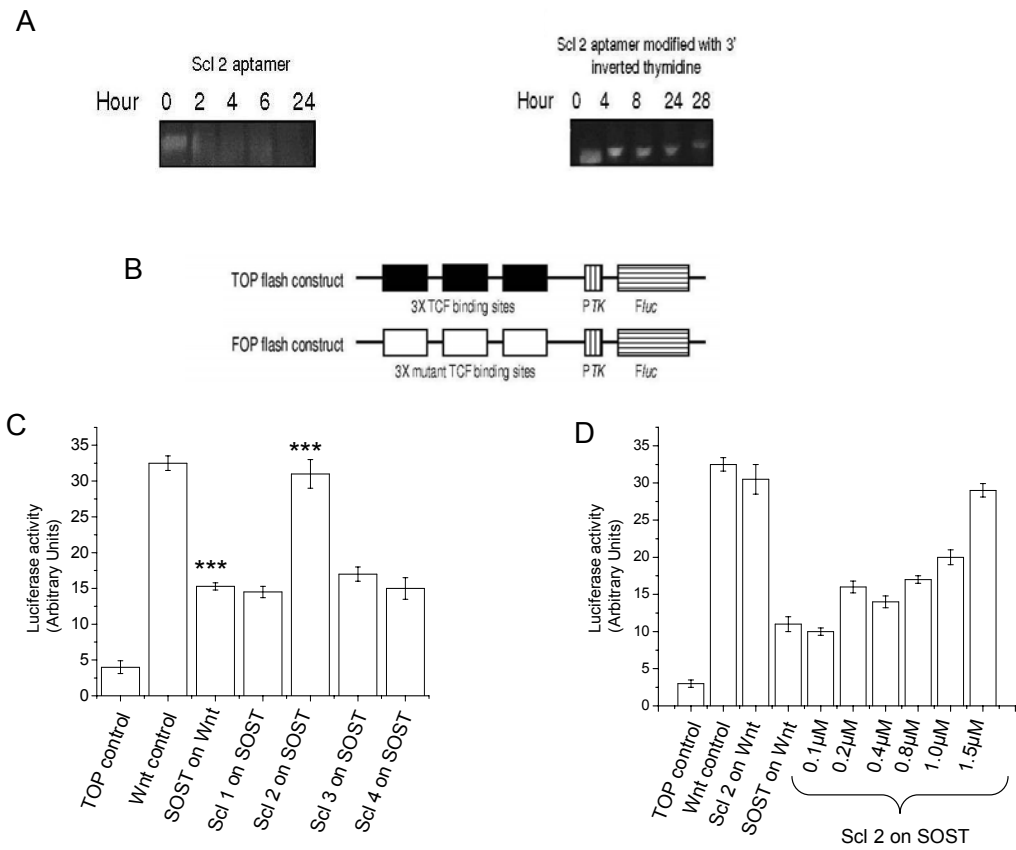 A
Scl 2 aptamer
Hour 0 2 4 6 24
Scl 2 aptamer modified with 3'
inverted thymidine
Hour 0 4 8 24 28
B
TOP flash construct
3X TCF binding sites PTK Fluc
FOP flash construct
3X mutant TCF binding sites PTK Fluc
C
Luciferase activity
(Arbitrary Units)
35
30
25
20
15
10
5
0
***
***
TOP control
Wnt control
SOST on Wnt
Scl 1 on SOST
Scl 2 on SOST
Scl 3 on SOST
Scl 4 on SOST
D
Luciferase activity
(Arbitrary Units)
35
30
25
20
15
10
5
0
TOP control
Wnt control
Scl 2 on Wnt
SOST on Wnt
0.1µM
0.2µM
0.4µM
0.8µM
1.0µM
1.5µM
Scl 2 on SOST